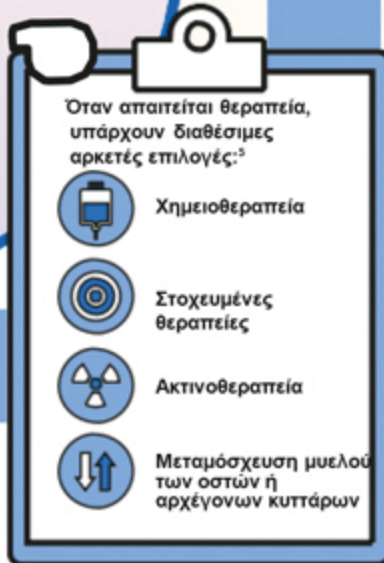 Όταν απαιτείται θεραπεία,
υπάρχουν διαθέσιμες
αρκετές επιλογές:⁵
Χημειοθεραπεία
Στοχευμένες
θεραπείες
Ακτινοθεραπεία
Μεταμόσχευση μυελού
των οστών ή
αρχέγονων κυττάρων